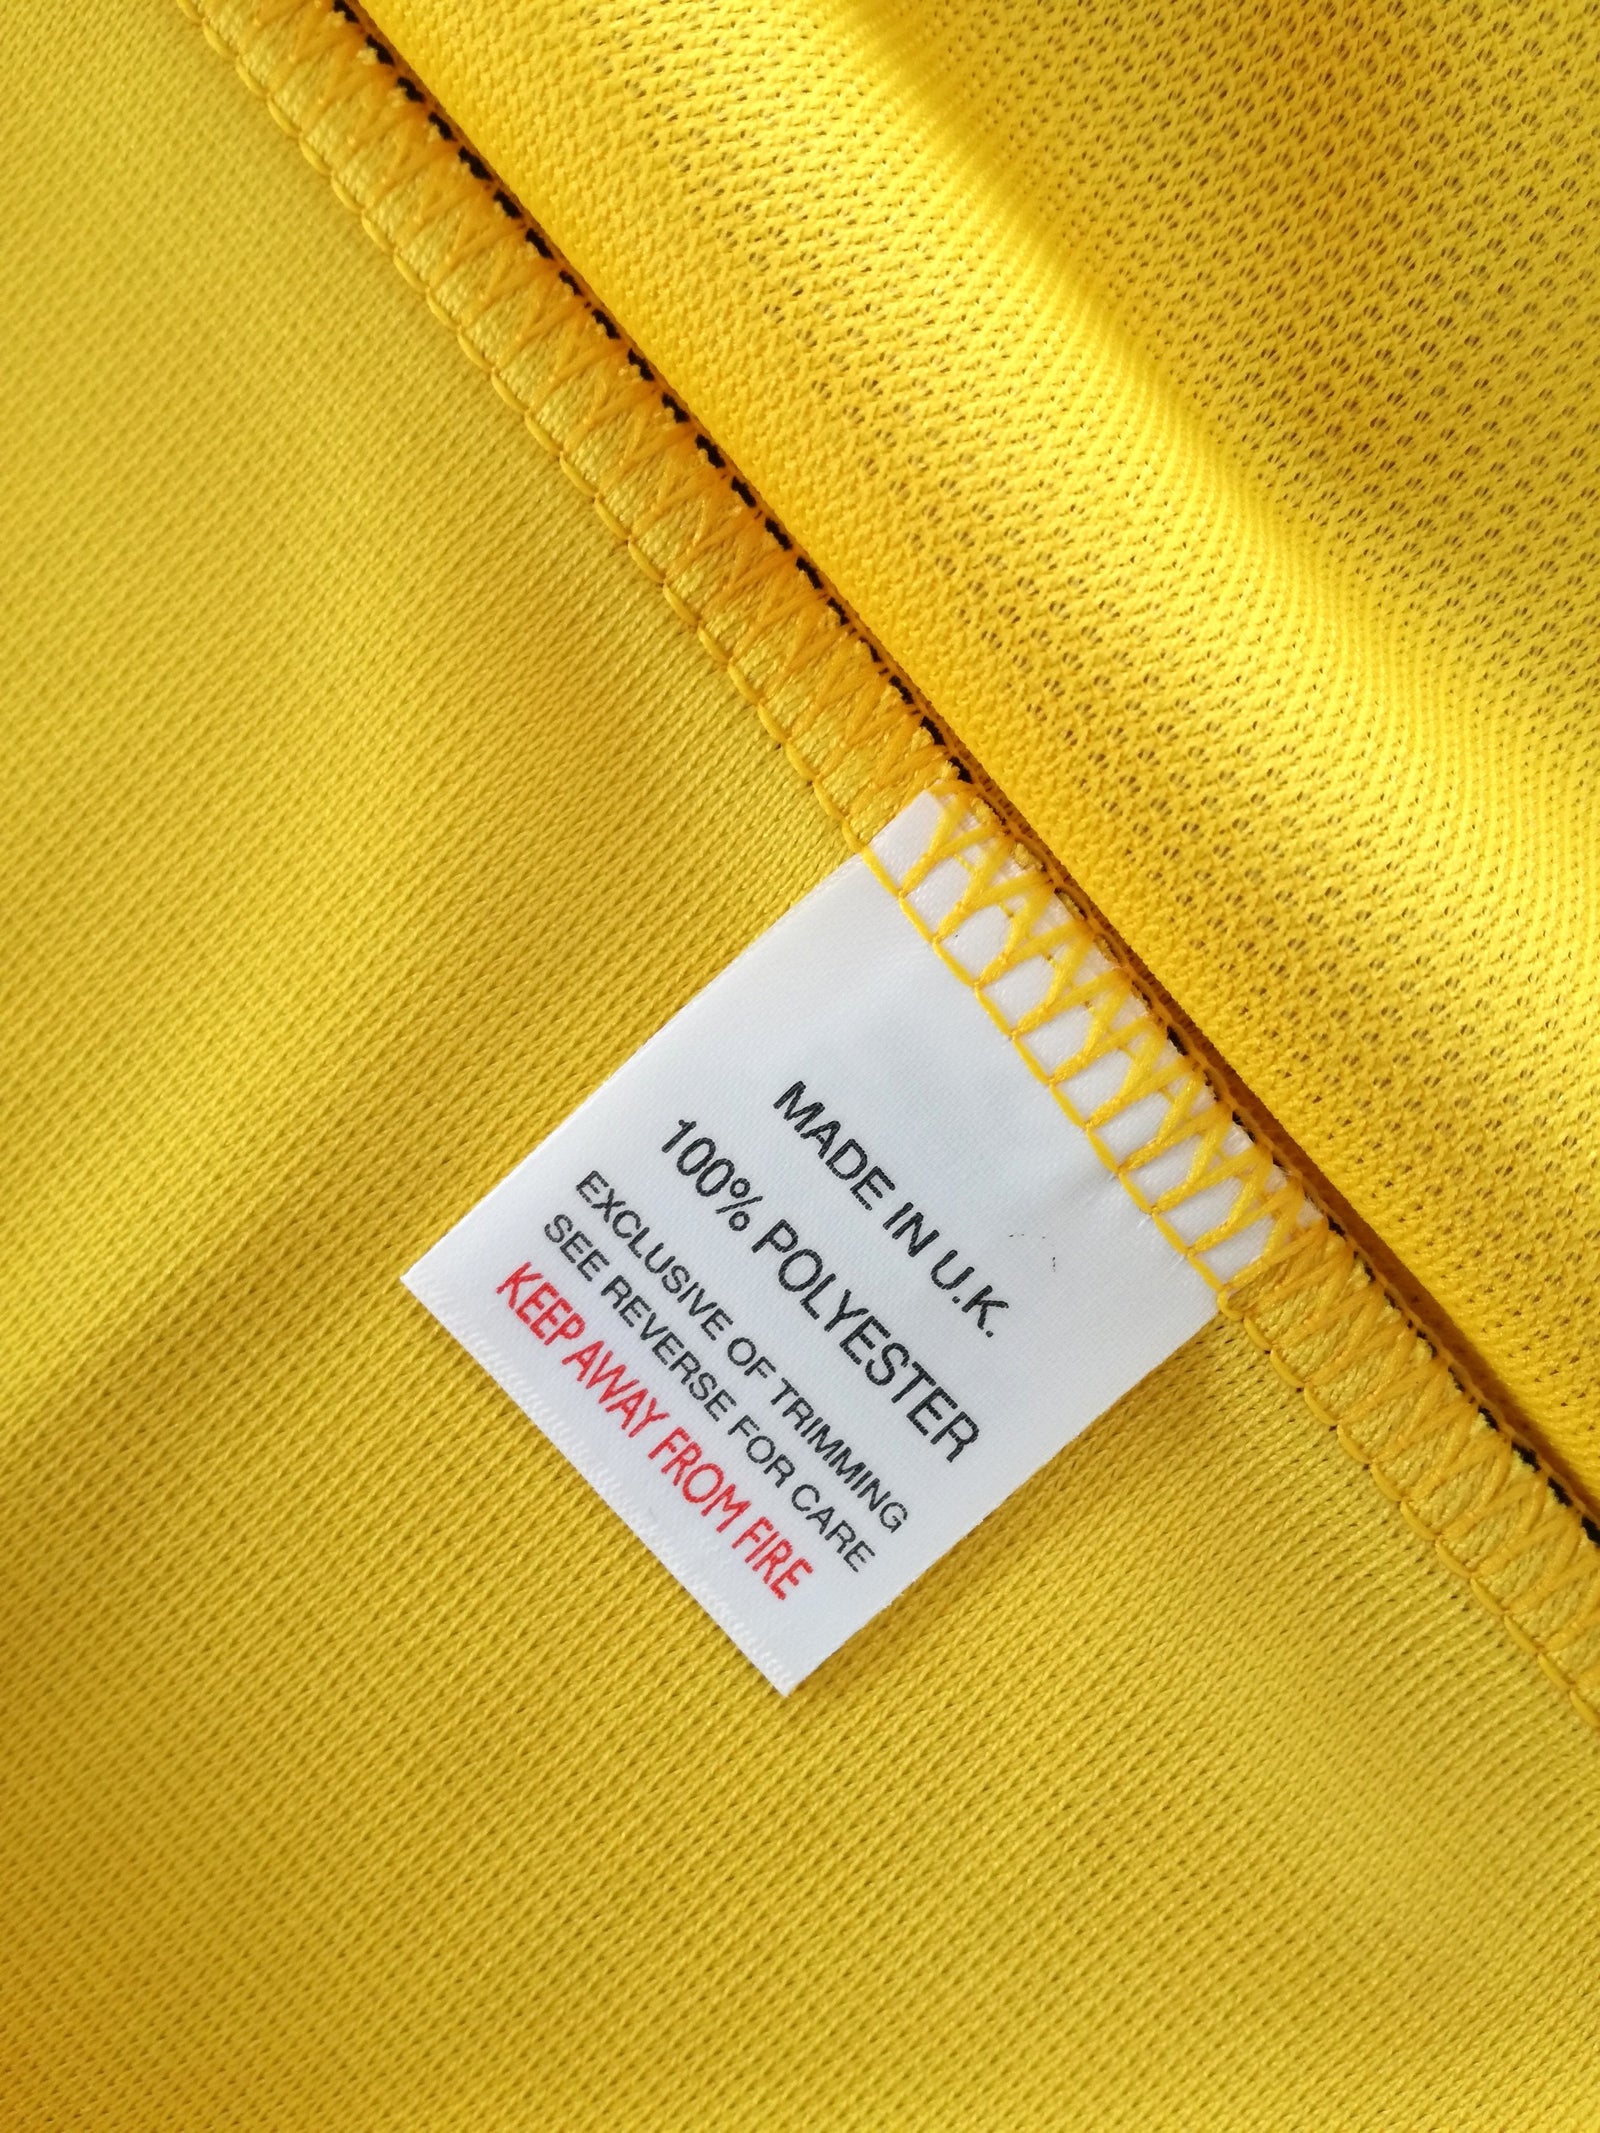 MADE IN U.K.
100% POLYESTER
EXCLUSIVE OF TRIMMING
SEE REVERSE FOR CARE
KEEP AWAY FROM FIRE